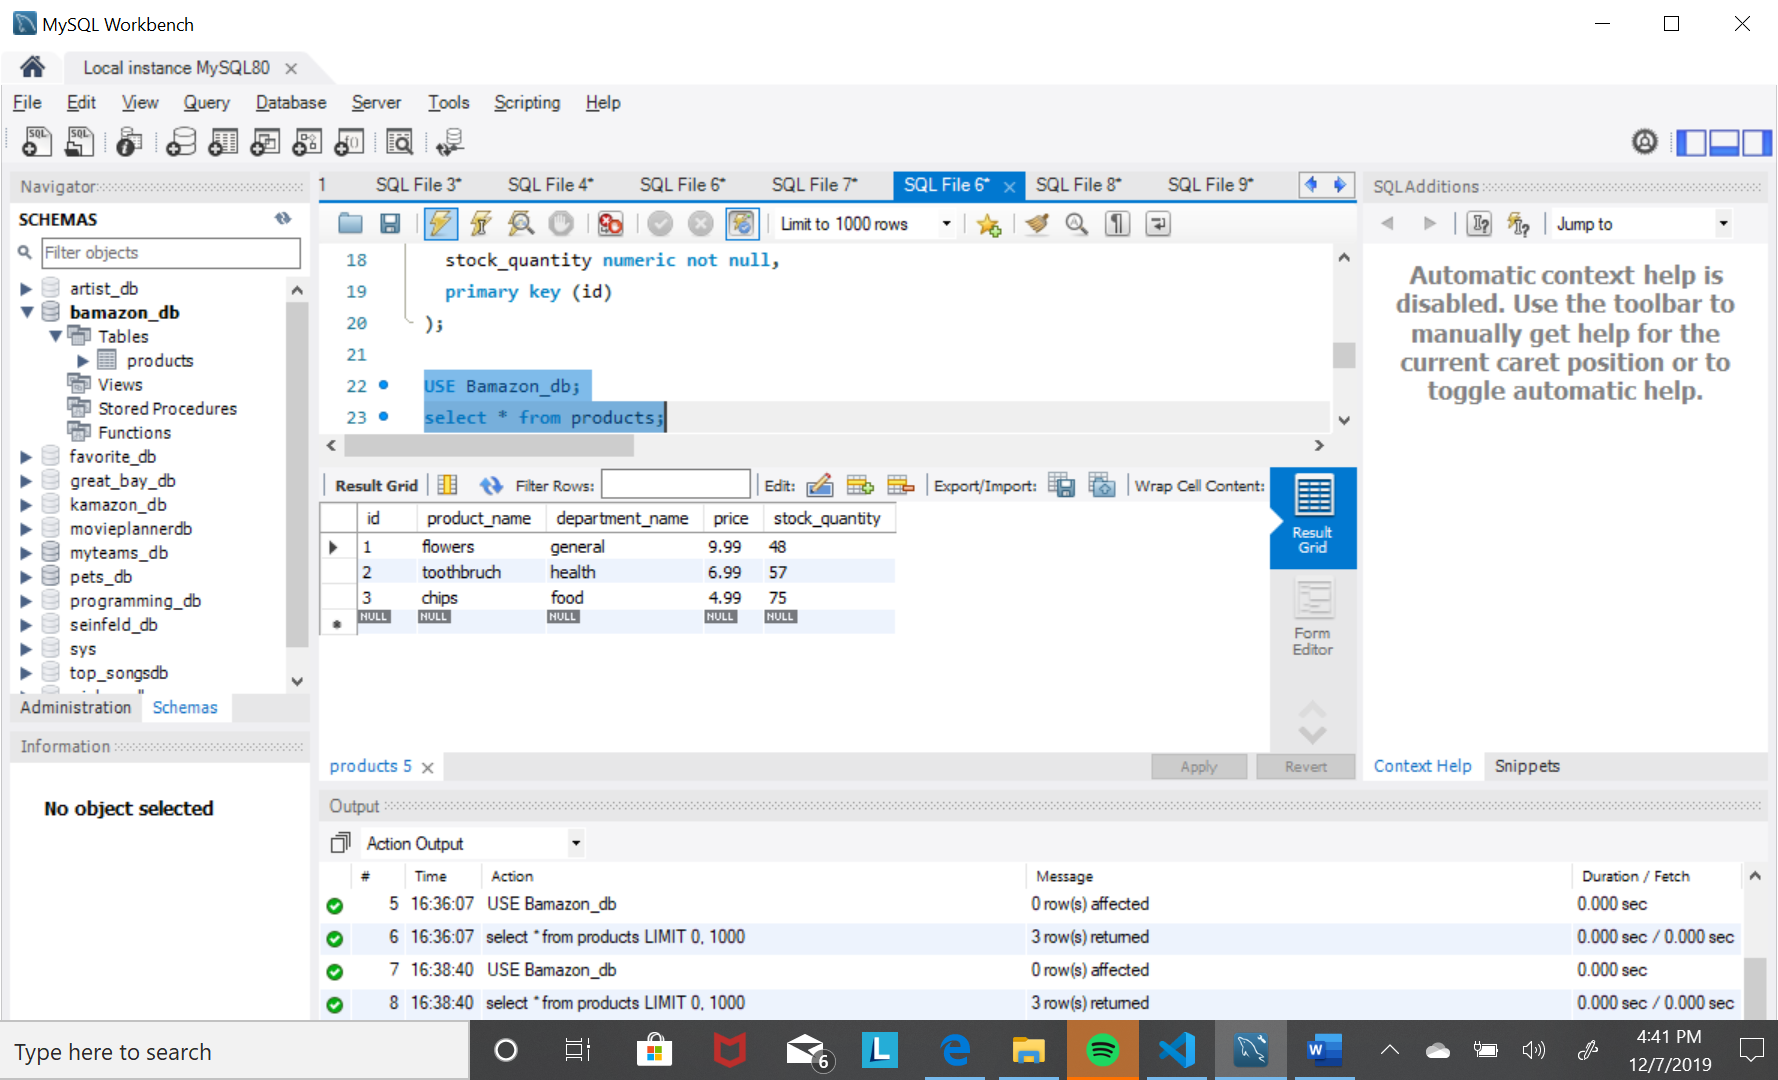 MySQL Workbench
Local instance MySQL80
File Edit View Query Database Server Tools Scripting Help
Navigator
SCHEMAS
Filter objects
artist_db
bamazon_db
Tables
products
Views
Stored Procedures
Functions
favorite_db
great_bay_db
kamazon_db
movieplannerdb
myteams_db
pets_db
programming_db
seinfeld_db
sys
top_songsdb
Administration Schemas
Information
No object selected
1 SQL File 3* SQL File 4* SQL File 6* SQL File 7* SQL File 6* SQL File 8* SQL File 9*
Limit to 1000 rows
18 stock_quantity numeric not null,
19 primary key (id)
20 );
21
22 USE Bamazon_db;
23 select * from products;
Result Grid Filter Rows: Edit: Export/Import: Wrap Cell Content:
id product_name department_name price stock_quantity
1 flowers general 9.99 48
2 toothbruch health 6.99 57
3 chips food 4.99 75
NULL NULL NULL NULL NULL
Result
Grid
Form
Editor
products 5
Apply Revert
SQLAdditions
Jump to
Automatic context help is
disabled. Use the toolbar to
manually get help for the
current caret position or to
toggle automatic help.
Context Help Snippets
Output
Action Output
# Time Action Message Duration / Fetch
5 16:36:07 USE Bamazon_db 0 row(s) affected 0.000 sec
6 16:36:07 select * from products LIMIT 0, 1000 3 row(s) returned 0.000 sec / 0.000 sec
7 16:38:40 USE Bamazon_db 0 row(s) affected 0.000 sec
8 16:38:40 select * from products LIMIT 0, 1000 3 row(s) returned 0.000 sec / 0.000 sec
Type here to search
6
4:41 PM
12/7/2019